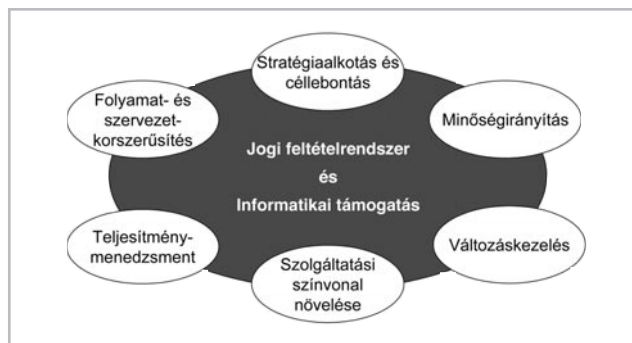 Stratégiaalkotás és
céllebontás
Folyamat- és
szervezet-
korszerűsítés
Minőségirányítás
Jogi feltételrendszer
és
Informatikai támogatás
Teljesítmény-
menedzsment
Változáskezelés
Szolgáltatási
színvonal
növelése